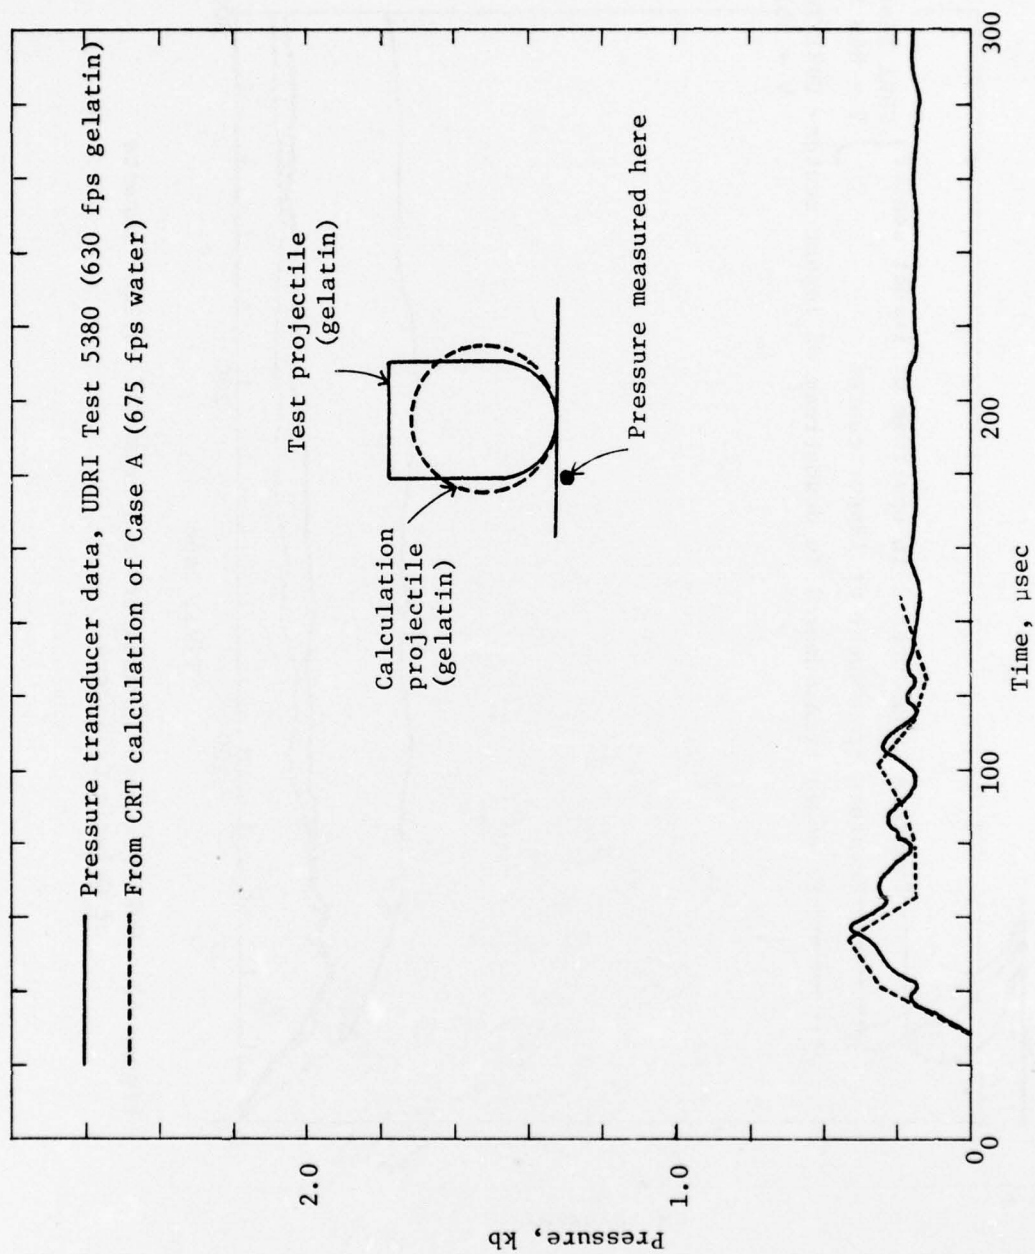 Pressure transducer data, UDRI Test 5380 (630 fps gelatin)
From CRT calculation of Case A (675 fps water)
Test projectile
(gelatin)
Calculation
projectile
(gelatin)
Pressure measured here
Pressure, kb
2.0
1.0
0
0
100
200
300
Time, μsec